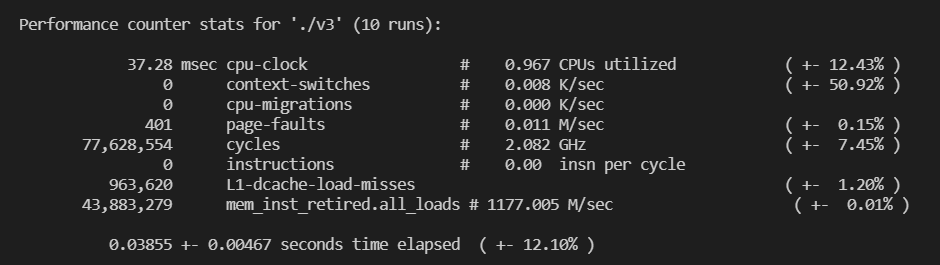 Performance counter stats for './v3' (10 runs):
37.28 msec cpu-clock # 0.967 CPUs utilized ( +- 12.43% )
0 context-switches # 0.008 K/sec ( +- 50.92% )
0 cpu-migrations # 0.000 K/sec
401 page-faults # 0.011 M/sec ( +- 0.15% )
77,628,554 cycles # 2.082 GHz ( +- 7.45% )
0 instructions # 0.00 insn per cycle
963,620 L1-dcache-load-misses ( +- 1.20% )
43,883,279 mem_inst_retired.all_loads # 1177.005 M/sec ( +- 0.01% )
0.03855 +- 0.00467 seconds time elapsed ( +- 12.10% )